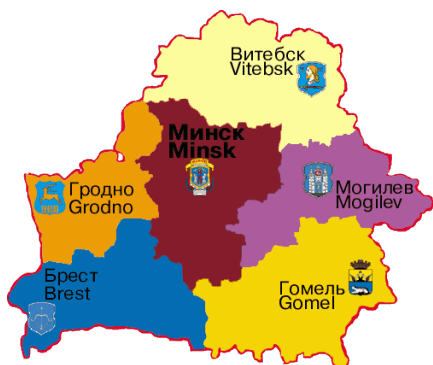 Витебск
Vitebsk
Минск
Minsk
Гродно
Grodno
Могилев
Mogilev
Брест
Brest
Гомель
Gomel